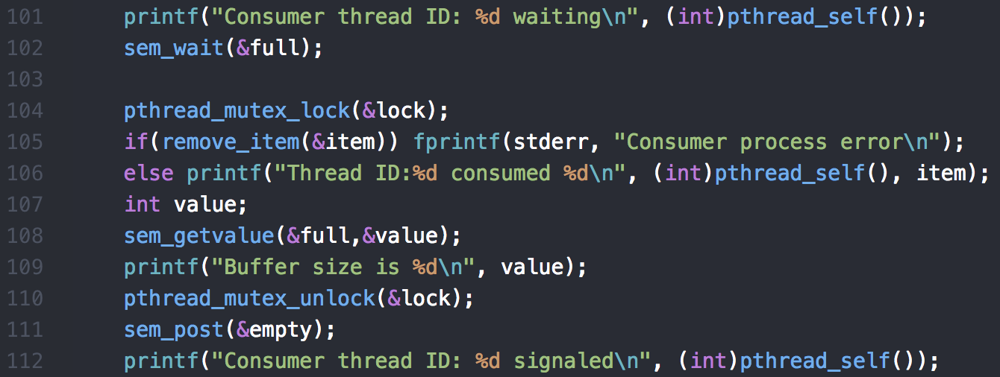 101 printf("Consumer thread ID: %d waiting\n", (int)pthread_self());
102 sem_wait(&full);
103
104 pthread_mutex_lock(&lock);
105 if(remove_item(&item)) fprintf(stderr, "Consumer process error\n");
106 else printf("Thread ID:%d consumed %d\n", (int)pthread_self(), item);
107 int value;
108 sem_getvalue(&full,&value);
109 printf("Buffer size is %d\n", value);
110 pthread_mutex_unlock(&lock);
111 sem_post(&empty);
112 printf("Consumer thread ID: %d signaled\n", (int)pthread_self());